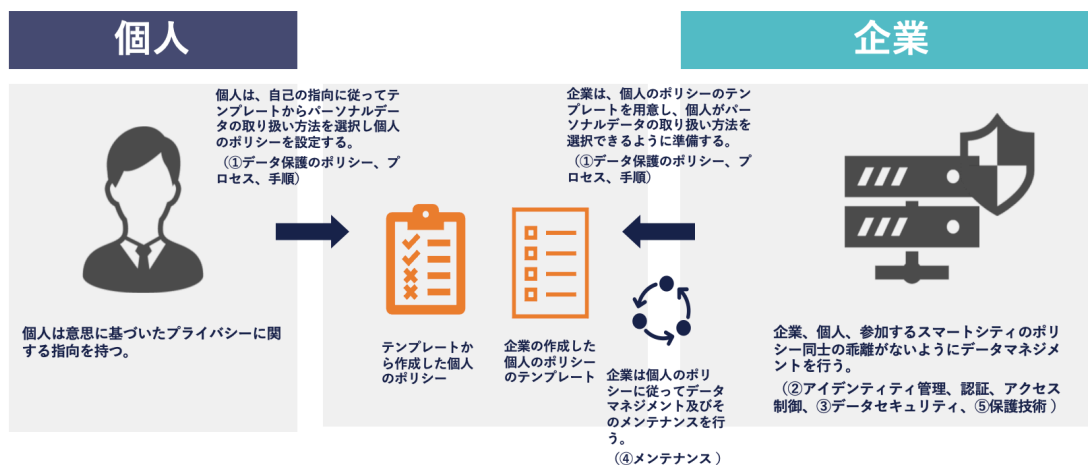 個人
企業
個人は、自己の指向に従ってテ
ンプレートからパーソナルデー
タの取り扱い方法を選択し個人
のポリシーを設定する。
（①データ保護のポリシー、プ
ロセス、手順）
企業は、個人のポリシーのテン
プレートを用意し、個人がパー
ソナルデータの取り扱い方法を
選択できるように準備する。
（①データ保護のポリシー、プ
ロセス、手順）
個人は意思に基づいたプライバシーに関
する指向を持つ。
テンプレートか
ら作成した個人
のポリシー
企業の作成した
個人のポリシー
のテンプレート
企業は個人のポリ
シーに従ってデータ
マネジメント及びそ
のメンテナンスを行
う。
（④メンテナンス ）
企業、個人、参加するスマートシティのポリ
シー同士の乖離がないようにデータマネジメ
ントを行う。
（②アイデンティティ管理、認証、アクセス
制御、③データセキュリティ、⑤保護技術 ）